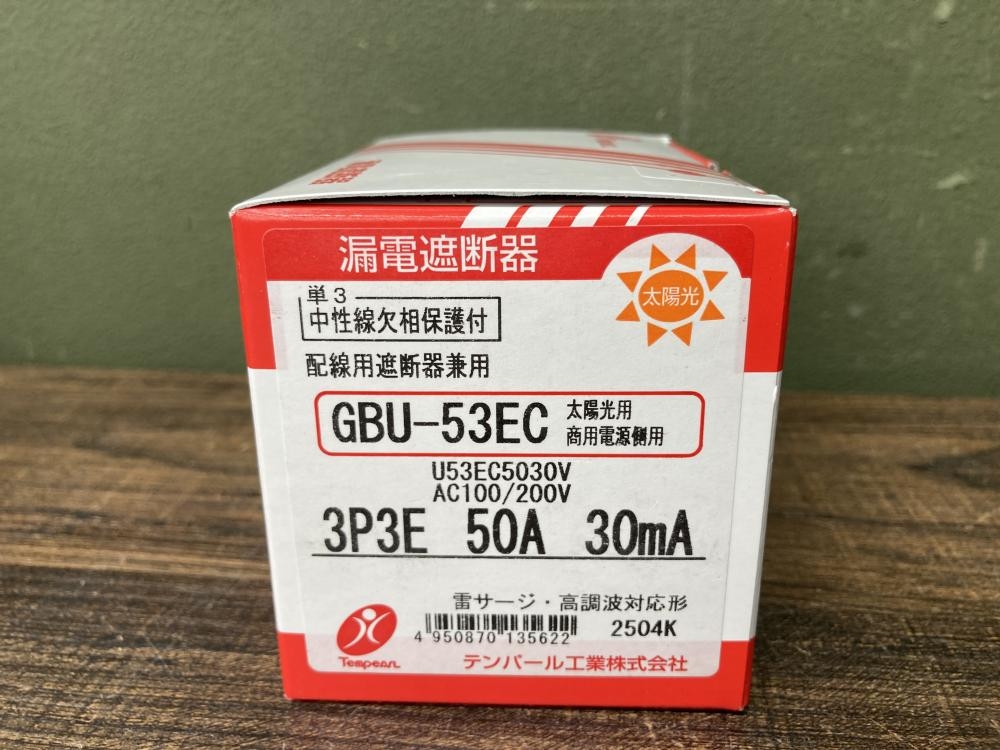 漏電遮断器
太陽光
単3
中性線欠相保護付
配線用遮断器兼用
GBU-53EC 太陽光用
商用電源側用
U53EC5030V
AC100/200V
3P3E 50A 30mA
雷サージ・高調波対応形
4 950870 135622 2504K
Tempearl テンパール工業株式会社